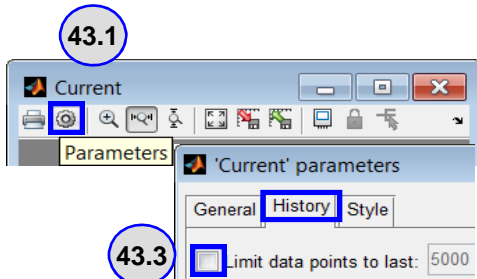 43.1
Current
Parameters
'Current' parameters
General History Style
43.3
Limit data points to last: 5000